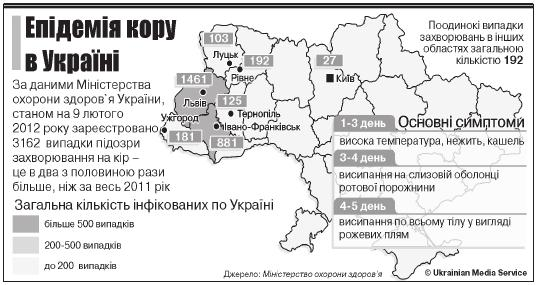 Епідемія кору
в Україні
За даними Міністерства
охорони здоров`я України,
станом на 9 лютого
2012 року зареєстровано
3162 випадки підозри
захворювання на кір –
це в два з половиною рази
більше, ніж за весь 2011 рік
Загальна кількість інфікованих по Україні
більше 500 випадків
200-500 випадків
до 200 випадків
103
Луцьк
192
Рівне
27
Київ
1461
Львів
125
Тернопіль
Ужгород
181
Івано-Франківськ
881
Поодинокі випадки
захворювань в інших
областях загальною
кількістю 192
Основні симптоми
1-3 день
висока температура, нежить, кашель
3-4 день
висипання на слизовій оболонці
ротової порожнини
4-5 день
висипання по всьому тілу у вигляді
рожевих плям
Джерело: Міністерство охорони здоров'я
© Ukrainian Media Service